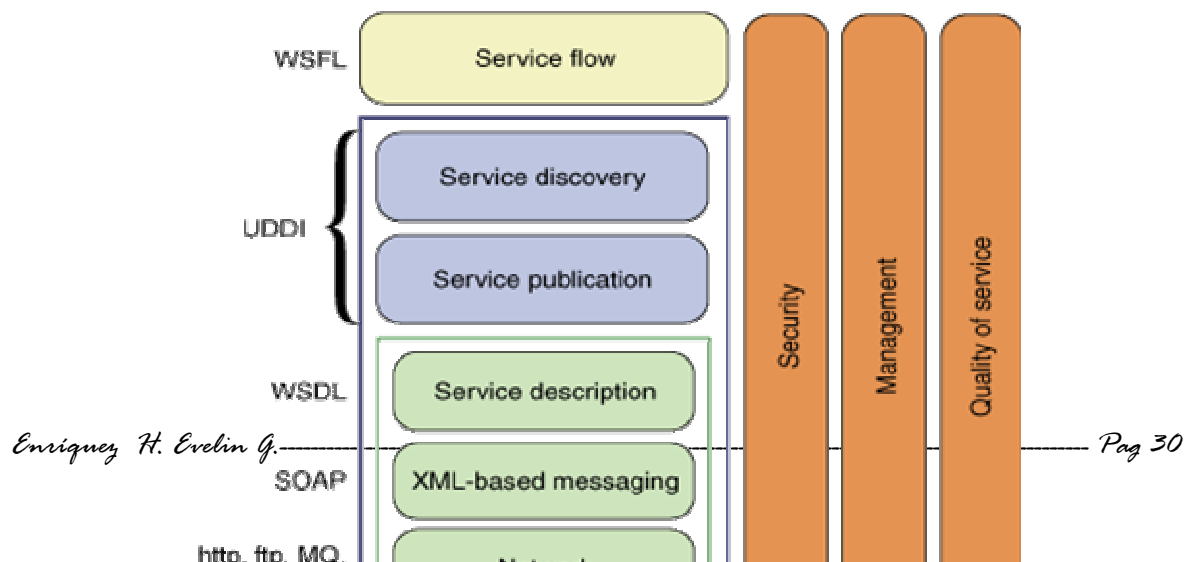 WSFL Service flow
Service discovery
UDDI
Service publication
WSDL Service description
Enríquez H. Evelin G. Pag 30
SOAP XML-based messaging
http, ftp, MQ,
Security
Management
Quality of service